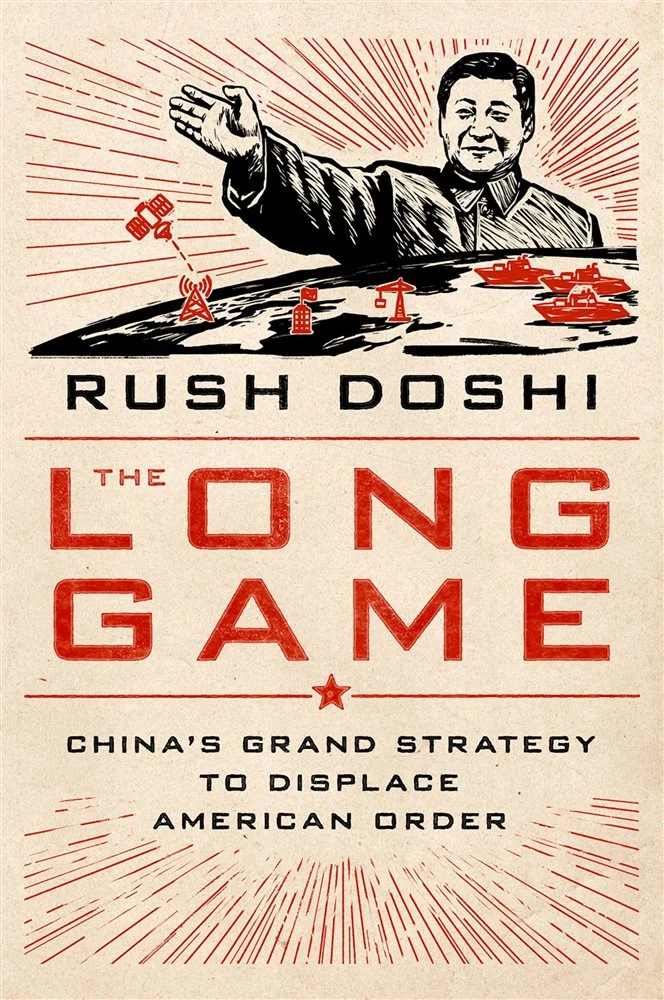 RUSH DOSHI
THE LONG
GAME
CHINA'S GRAND STRATEGY
TO DISPLACE
AMERICAN ORDER